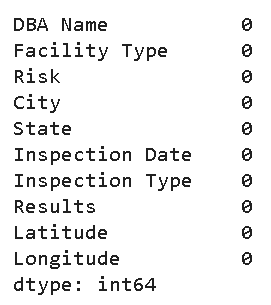 DBA Name 0
Facility Type 0
Risk 0
City 0
State 0
Inspection Date 0
Inspection Type 0
Results 0
Latitude 0
Longitude 0
dtype: int64